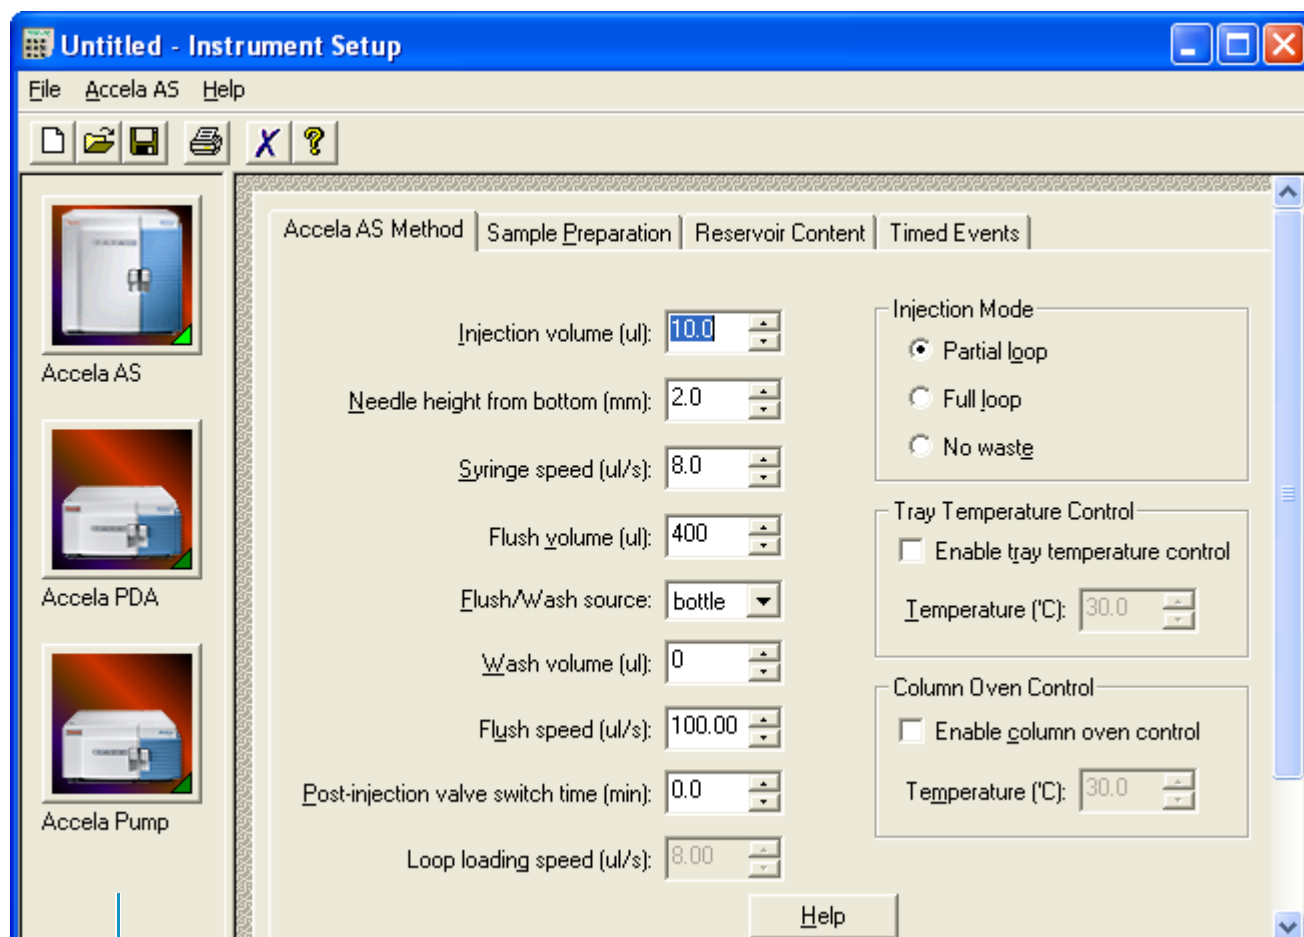 Untitled - Instrument Setup
File Accela AS Help
Accela AS
Accela PDA
Accela Pump
Accela AS Method Sample Preparation Reservoir Content Timed Events
Injection volume (ul): 10.0
Needle height from bottom (mm): 2.0
Syringe speed (ul/s): 8.0
Flush volume (ul): 400
Flush/Wash source: bottle
Wash volume (ul): 0
Flush speed (ul/s): 100.00
Post-injection valve switch time (min): 0.0
Loop loading speed (ul/s): 8.00
Injection Mode
Partial loop
Full loop
No waste
Tray Temperature Control
Enable tray temperature control
Temperature ('C): 30.0
Column Oven Control
Enable column oven control
Temperature ('C): 30.0
Help